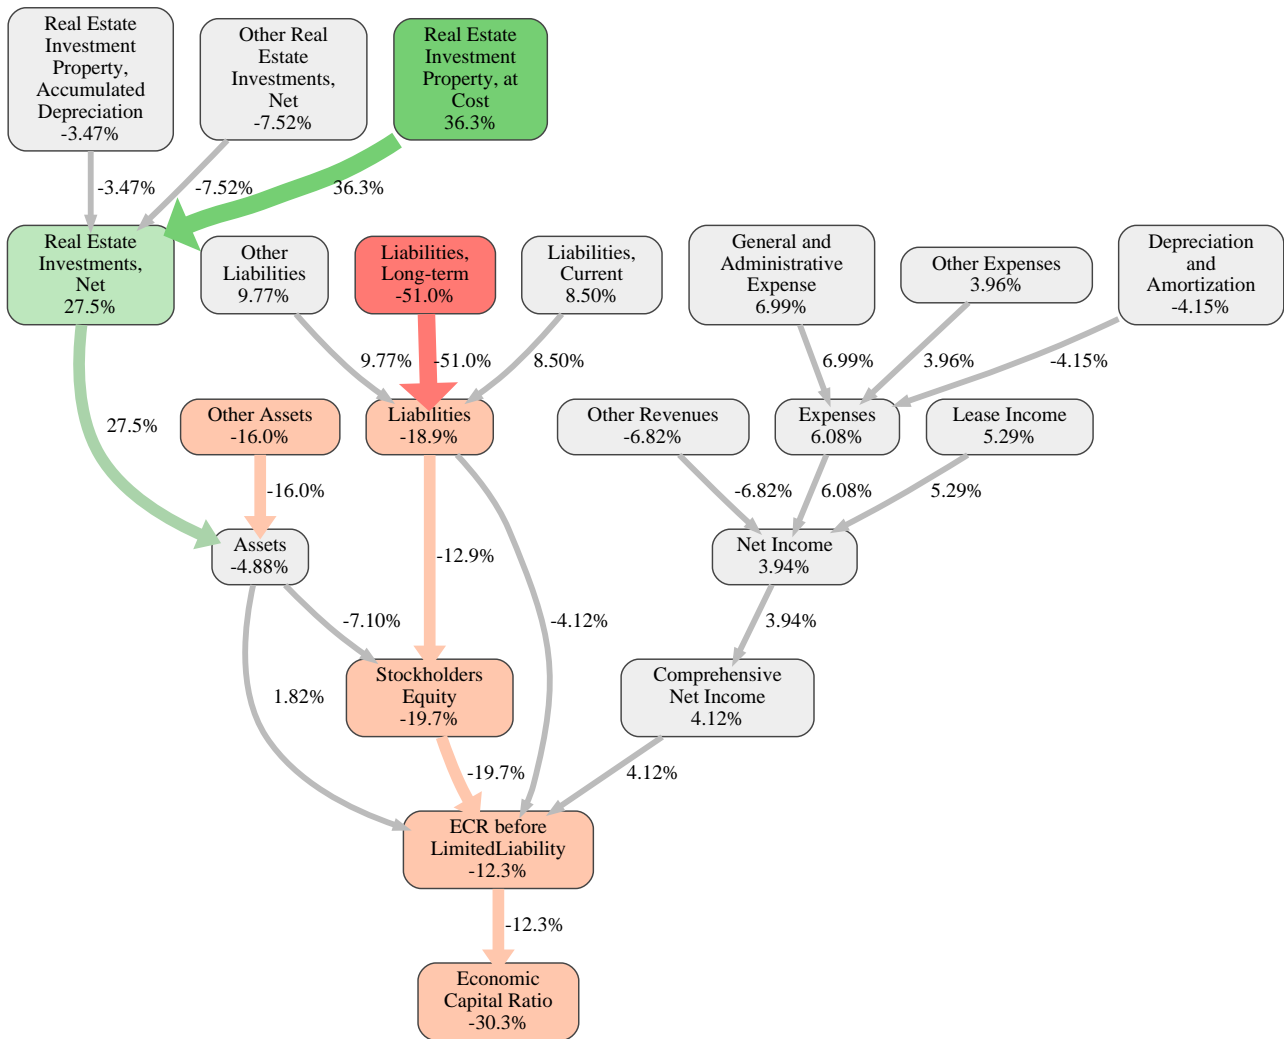 Real Estate
Investment
Property,
Accumulated
Depreciation
-3.47%
Other Real
Estate
Investments,
Net
-7.52%
Real Estate
Investment
Property, at
Cost
36.3%
-3.47%
-7.52%
36.3%
Real Estate
Investments,
Net
27.5%
Other
Liabilities
9.77%
Liabilities,
Long-term
-51.0%
Liabilities,
Current
8.50%
General and
Administrative
Expense
6.99%
Other Expenses
3.96%
Depreciation
and
Amortization
-4.15%
9.77%
-51.0%
8.50%
6.99%
3.96%
-4.15%
27.5%
Other Assets
-16.0%
Liabilities
-18.9%
Other Revenues
-6.82%
Expenses
6.08%
Lease Income
5.29%
-16.0%
-12.9%
-6.82%
6.08%
5.29%
Assets
-4.88%
Net Income
3.94%
-7.10%
-4.12%
3.94%
1.82%
Stockholders
Equity
-19.7%
Comprehensive
Net Income
4.12%
-19.7%
4.12%
ECR before
LimitedLiability
-12.3%
-12.3%
Economic
Capital Ratio
-30.3%